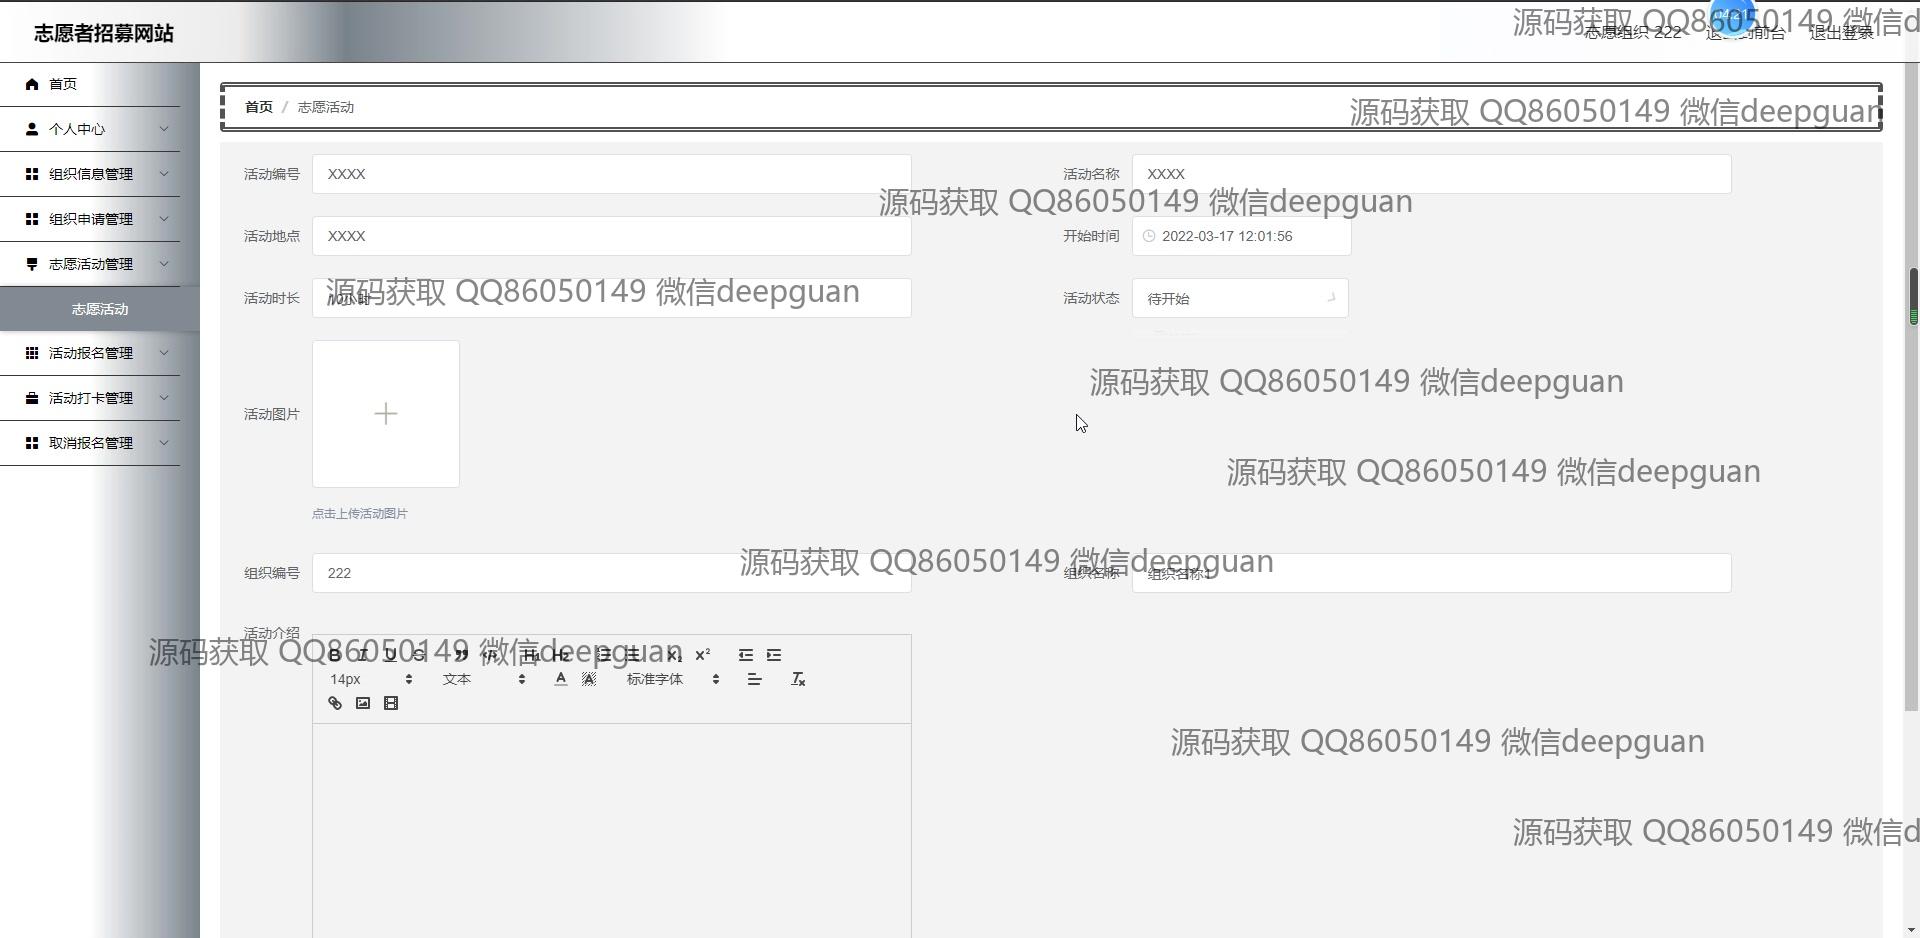 志愿者招募网站
源码获取 QQ86050149 微信d
志愿组织 222
退出到前台
退出登录
04:21
首页
个人中心
组织信息管理
组织申请管理
志愿活动管理
志愿活动
活动报名管理
活动打卡管理
取消报名管理
首页 / 志愿活动
源码获取 QQ86050149 微信deepguan
活动编号 XXXX
活动名称 XXXX
源码获取 QQ86050149 微信deepguan
活动地点 XXXX
开始时间 2022-03-17 12:01:56
源码获取 QQ86050149 微信deepguan
活动时长 10小时
活动状态 待开始
源码获取 QQ86050149 微信deepguan
活动图片
源码获取 QQ86050149 微信deepguan
点击上传活动图片
源码获取 QQ86050149 微信deepguan
组织编号 222
组织名称 组织名称1
活动介绍
源码获取 QQ86050149 微信deepguan
14px 文本 标准字体
源码获取 QQ86050149 微信deepguan
源码获取 QQ86050149 微信d